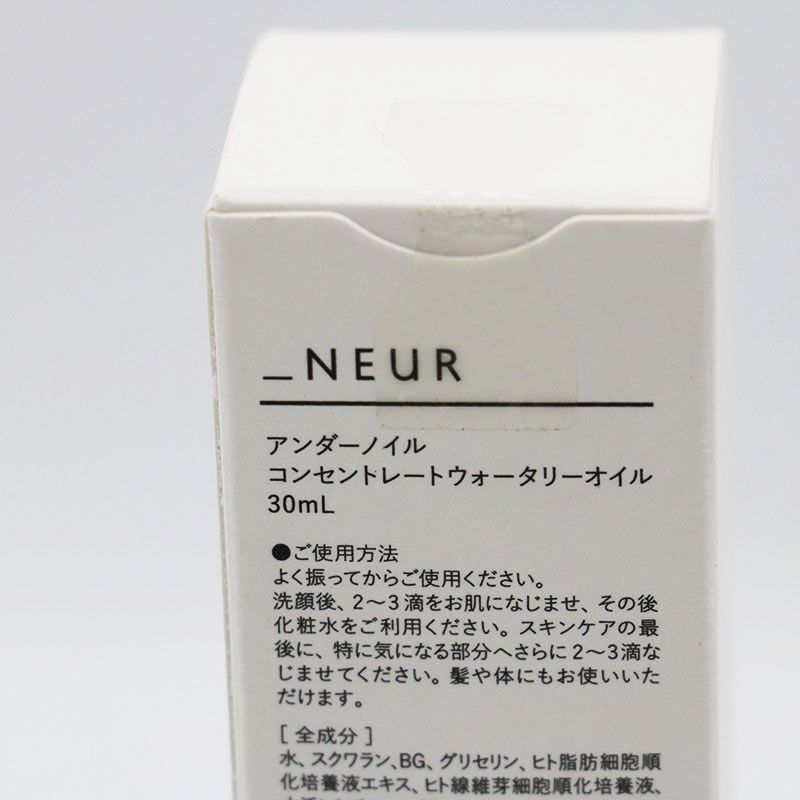 _NEUR
アンダーノイル
コンセントレートウォータリーオイル
30mL
●ご使用方法
よく振ってからご使用ください。
洗顔後、2〜3滴をお肌になじませ、その後
化粧水をご利用ください。スキンケアの最
後に、特に気になる部分へさらに2〜3滴な
じませてください。髪や体にもお使いいた
だけます。
[全成分]
水、スクワラン、BG、グリセリン、ヒト脂肪細胞順
化培養液エキス、ヒト線維芽細胞順化培養液、